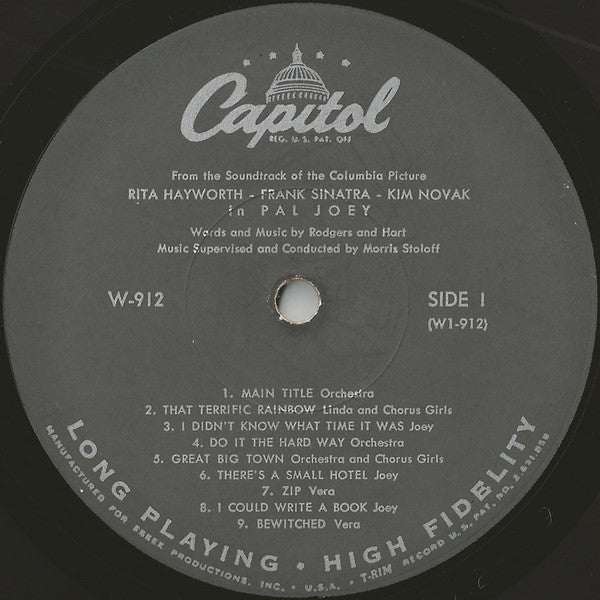 Capitol
REG. U.S. PAT. OFF
From the Soundtrack of the Columbia Picture
RITA HAYWORTH - FRANK SINATRA - KIM NOVAK
in PAL JOEY
Words and Music by Rodgers and Hart
Music Supervised and Conducted by Morris Stoloff
W-912
SIDE 1
(W1-912)
1. MAIN TITLE Orchestra
2. THAT TERRIFIC RAINBOW Linda and Chorus Girls
3. I DIDN'T KNOW WHAT TIME IT WAS Joey
4. DO IT THE HARD WAY Orchestra
5. GREAT BIG TOWN Orchestra and Chorus Girls
6. THERE'S A SMALL HOTEL Joey
7. ZIP Vera
8. I COULD WRITE A BOOK Joey
9. BEWITCHED Vera
LONG PLAYING • HIGH FIDELITY
MANUFACTURED FOR ESSEX PRODUCTIONS, INC. • U.S.A. • T-RIM RECORD U.S. PAT. NO. 2,631,859